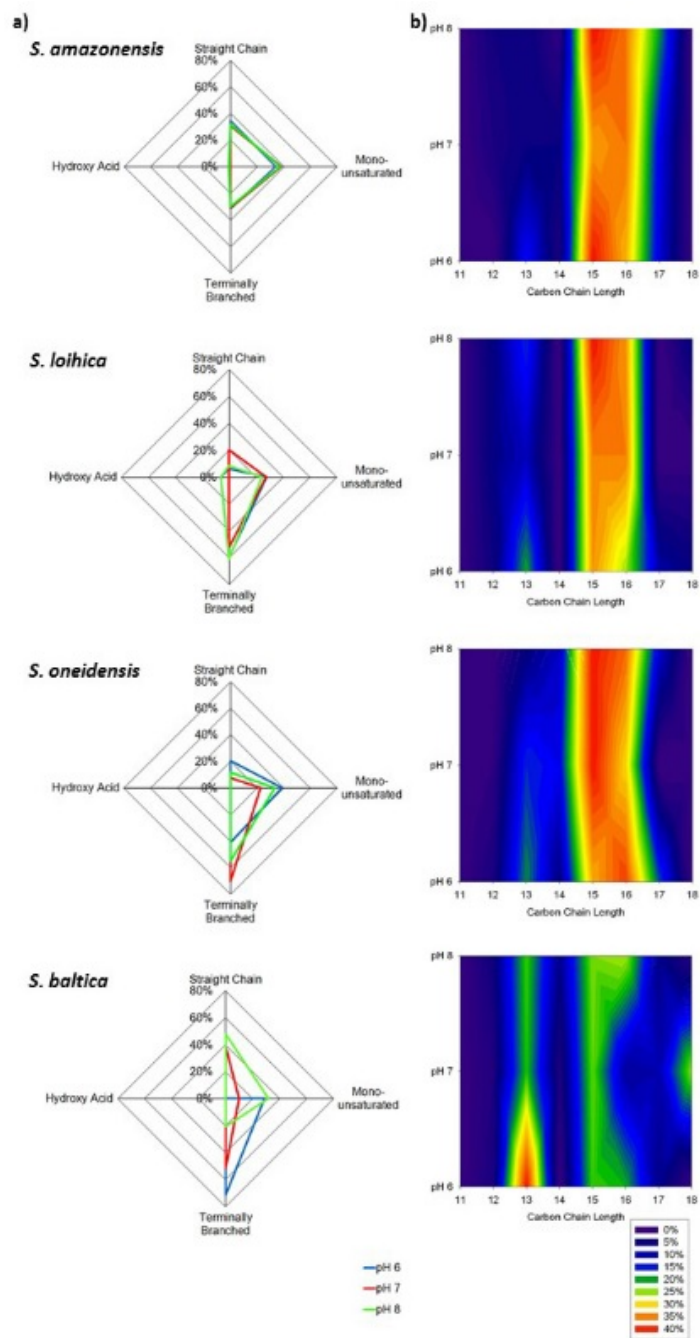 a)
b)
S. amazonensis
Straight Chain
80%
60%
40%
20%
0%
Hydroxy Acid
Mono-
unsaturated
Terminally
Branched
pH 8
pH 7
pH 6
11 12 13 14 15 16 17 18
Carbon Chain Length
S. loihica
Straight Chain
80%
60%
40%
20%
0%
Hydroxy Acid
Mono-
unsaturated
Terminally
Branched
pH 8
pH 7
pH 6
11 12 13 14 15 16 17 18
Carbon Chain Length
S. oneidensis
Straight Chain
80%
60%
40%
20%
0%
Hydroxy Acid
Mono-
unsaturated
Terminally
Branched
pH 8
pH 7
pH 6
11 12 13 14 15 16 17 18
Carbon Chain Length
S. baltica
Straight Chain
80%
60%
40%
20%
0%
Hydroxy Acid
Mono-
unsaturated
Terminally
Branched
pH 8
pH 7
pH 6
11 12 13 14 15 16 17 18
Carbon Chain Length
pH 6
pH 7
pH 8
0%
5%
10%
15%
20%
25%
30%
35%
40%